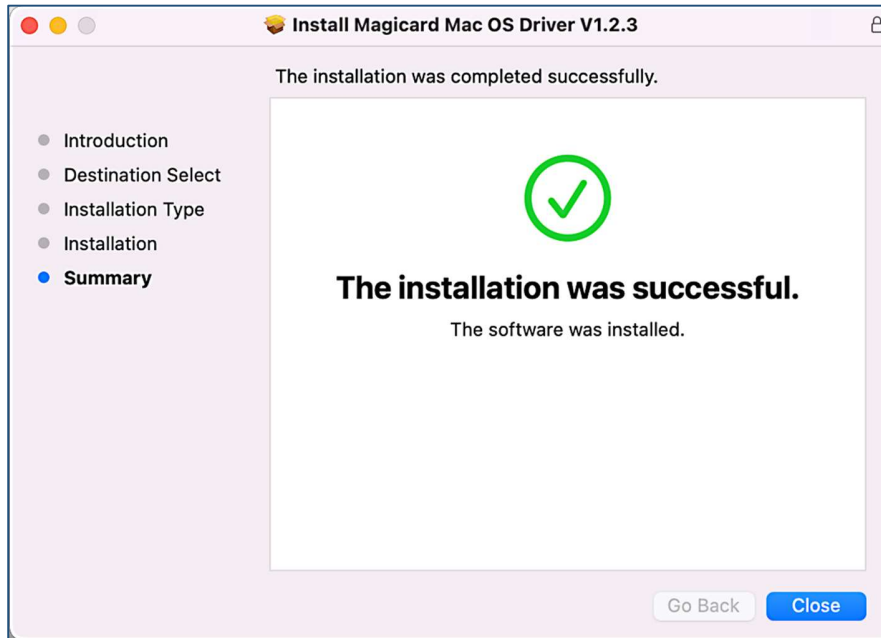 Install Magicard Mac OS Driver V1.2.3
The installation was completed successfully.
Introduction
Destination Select
Installation Type
Installation
Summary
The installation was successful.
The software was installed.
Go Back
Close